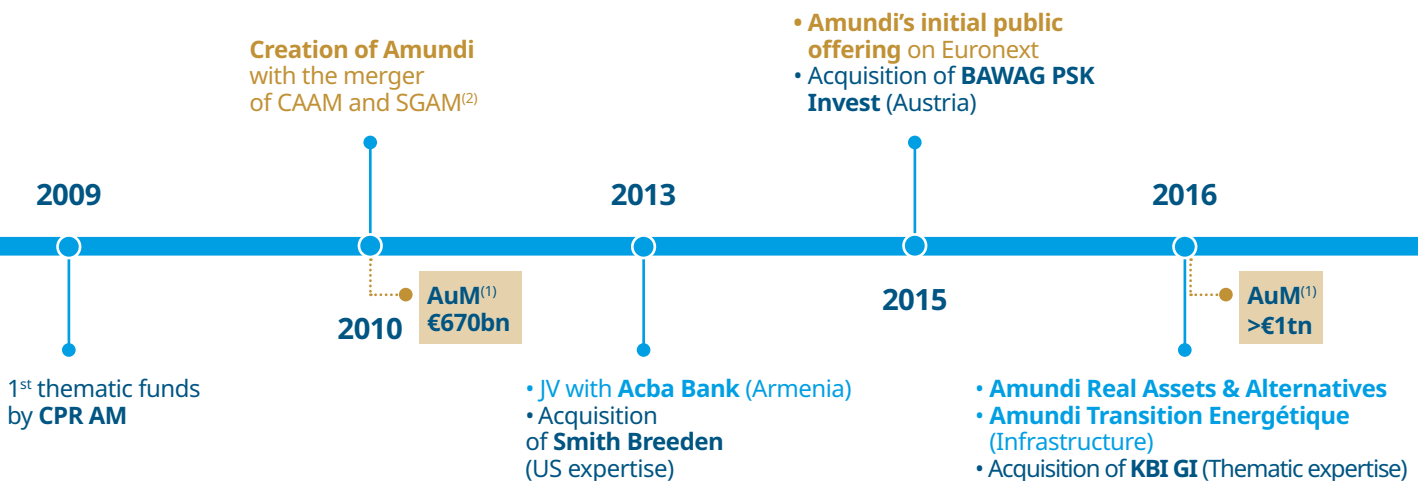 2009
1st thematic funds
by CPR AM
Creation of Amundi
with the merger
of CAAM and SGAM(2)
2010
AuM(1)
€670bn
2013
• JV with Acba Bank (Armenia)
• Acquisition
of Smith Breeden
(US expertise)
• Amundi’s initial public
offering on Euronext
• Acquisition of BAWAG PSK
Invest (Austria)
2015
2016
AuM(1)
>€1tn
• Amundi Real Assets & Alternatives
• Amundi Transition Energétique
(Infrastructure)
• Acquisition of KBI GI (Thematic expertise)